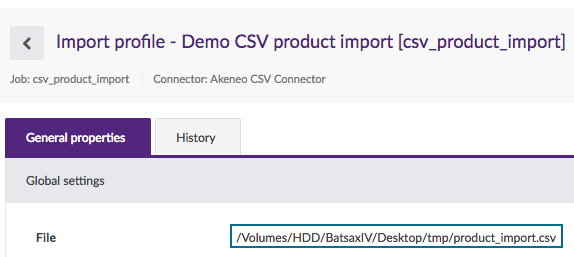 Import profile - Demo CSV product import [csv_product_import]
Job: csv_product_import Connector: Akeneo CSV Connector
General properties History
Global settings
File /Volumes/HDD/BatsaxIV/Desktop/tmp/product_import.csv